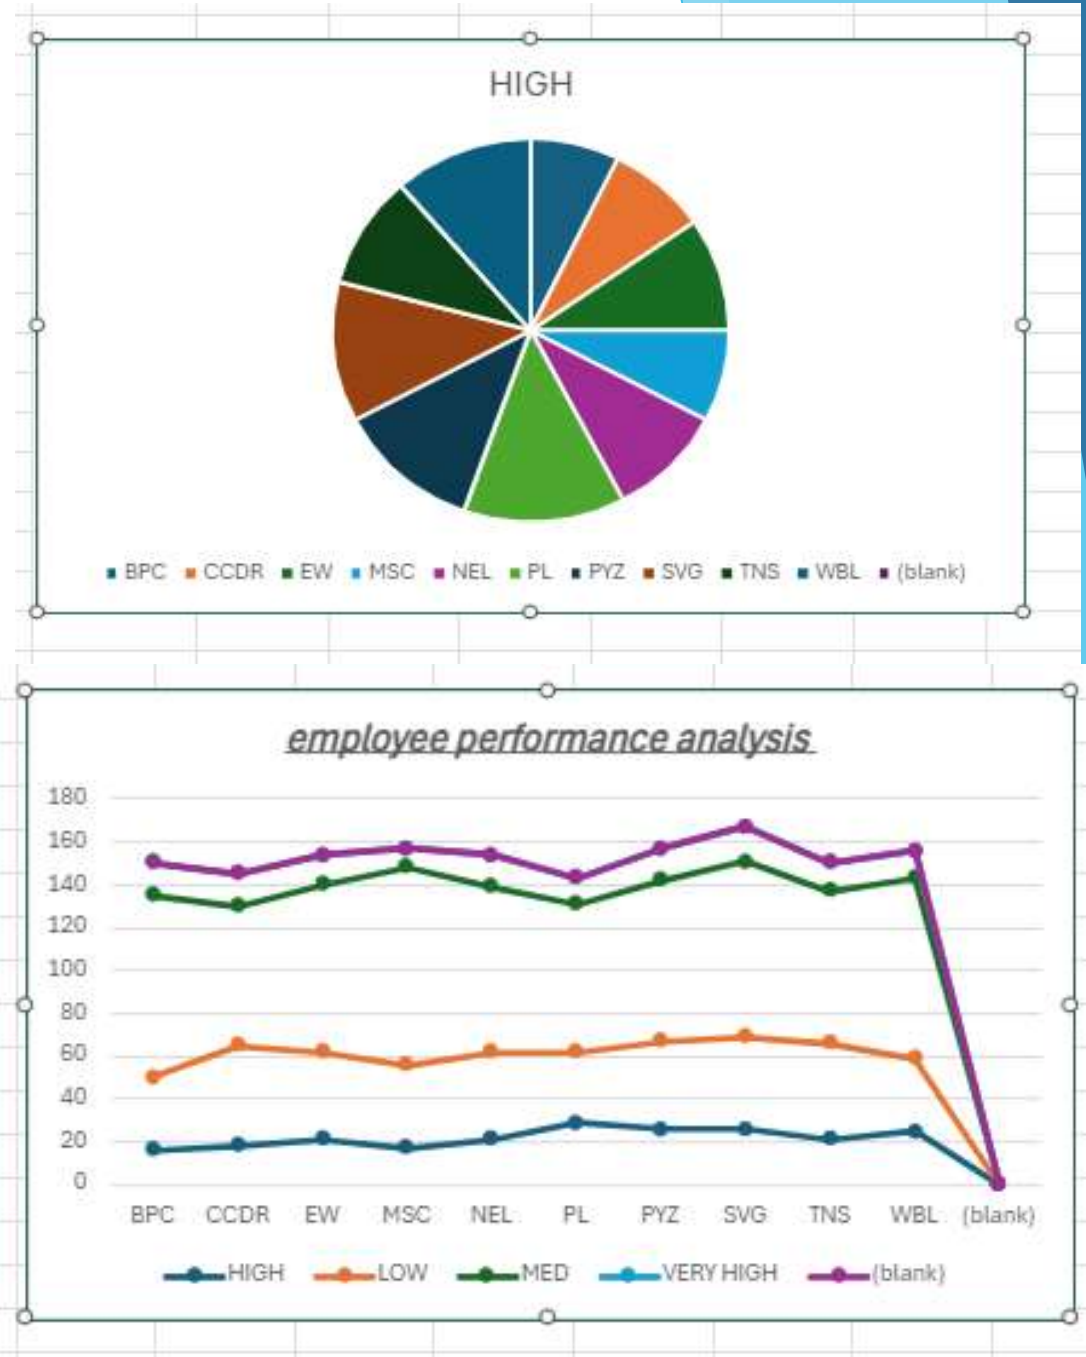 HIGH
BPC CCDR EW MSC NEL PL PYZ SVG TNS WBL (blank)
employee performance analysis
180
160
140
120
100
80
60
40
20
0
BPC CCDR EW MSC NEL PL PYZ SVG TNS WBL (blank)
HIGH LOW MED VERY HIGH (blank)